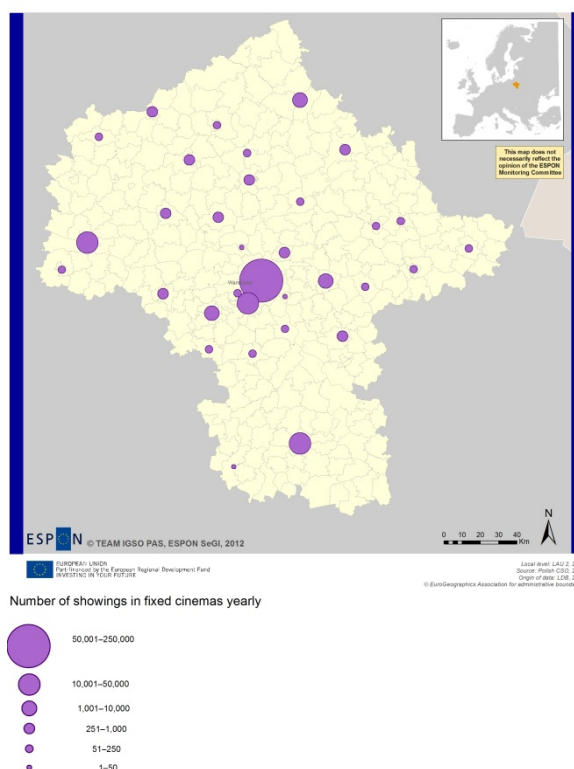 This map does not
necessarily reflect the
opinion of the ESPON
Monitoring Committee
ESPON © TEAM IGSO PAS, ESPON SeGI, 2012
N
0 10 20 30 40
Km
EUROPEAN UNION
Part-financed by the European Regional Development Fund
INVESTING IN YOUR FUTURE
Local level: LAU 2,
Source: Polish CSO,
Origin of data: LDB,
© EuroGeographics Association for administrative
Number of showings in fixed cinemas yearly
50,001–250,000
10,001–50,000
1,001–10,000
251–1,000
51–250
1–50